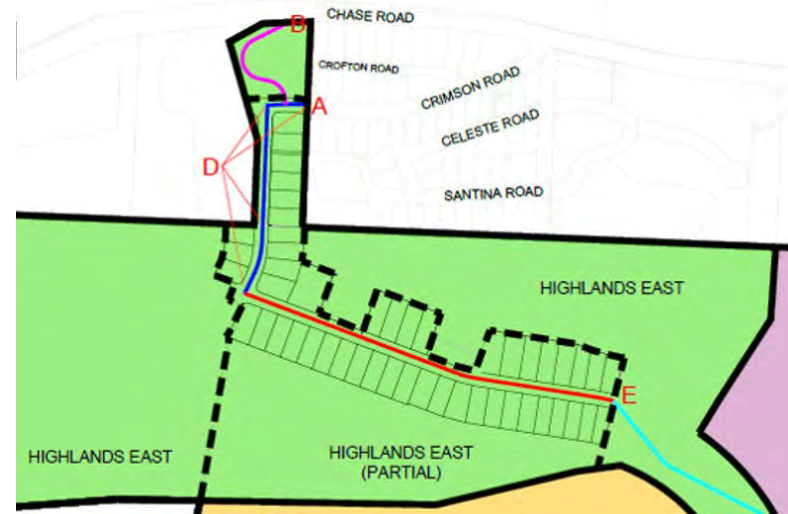 CHASE ROAD
B
CROFTON ROAD
CRIMSON ROAD
A
CELESTE ROAD
D
SANTINA ROAD
HIGHLANDS EAST
E
HIGHLANDS EAST
HIGHLANDS EAST
(PARTIAL)